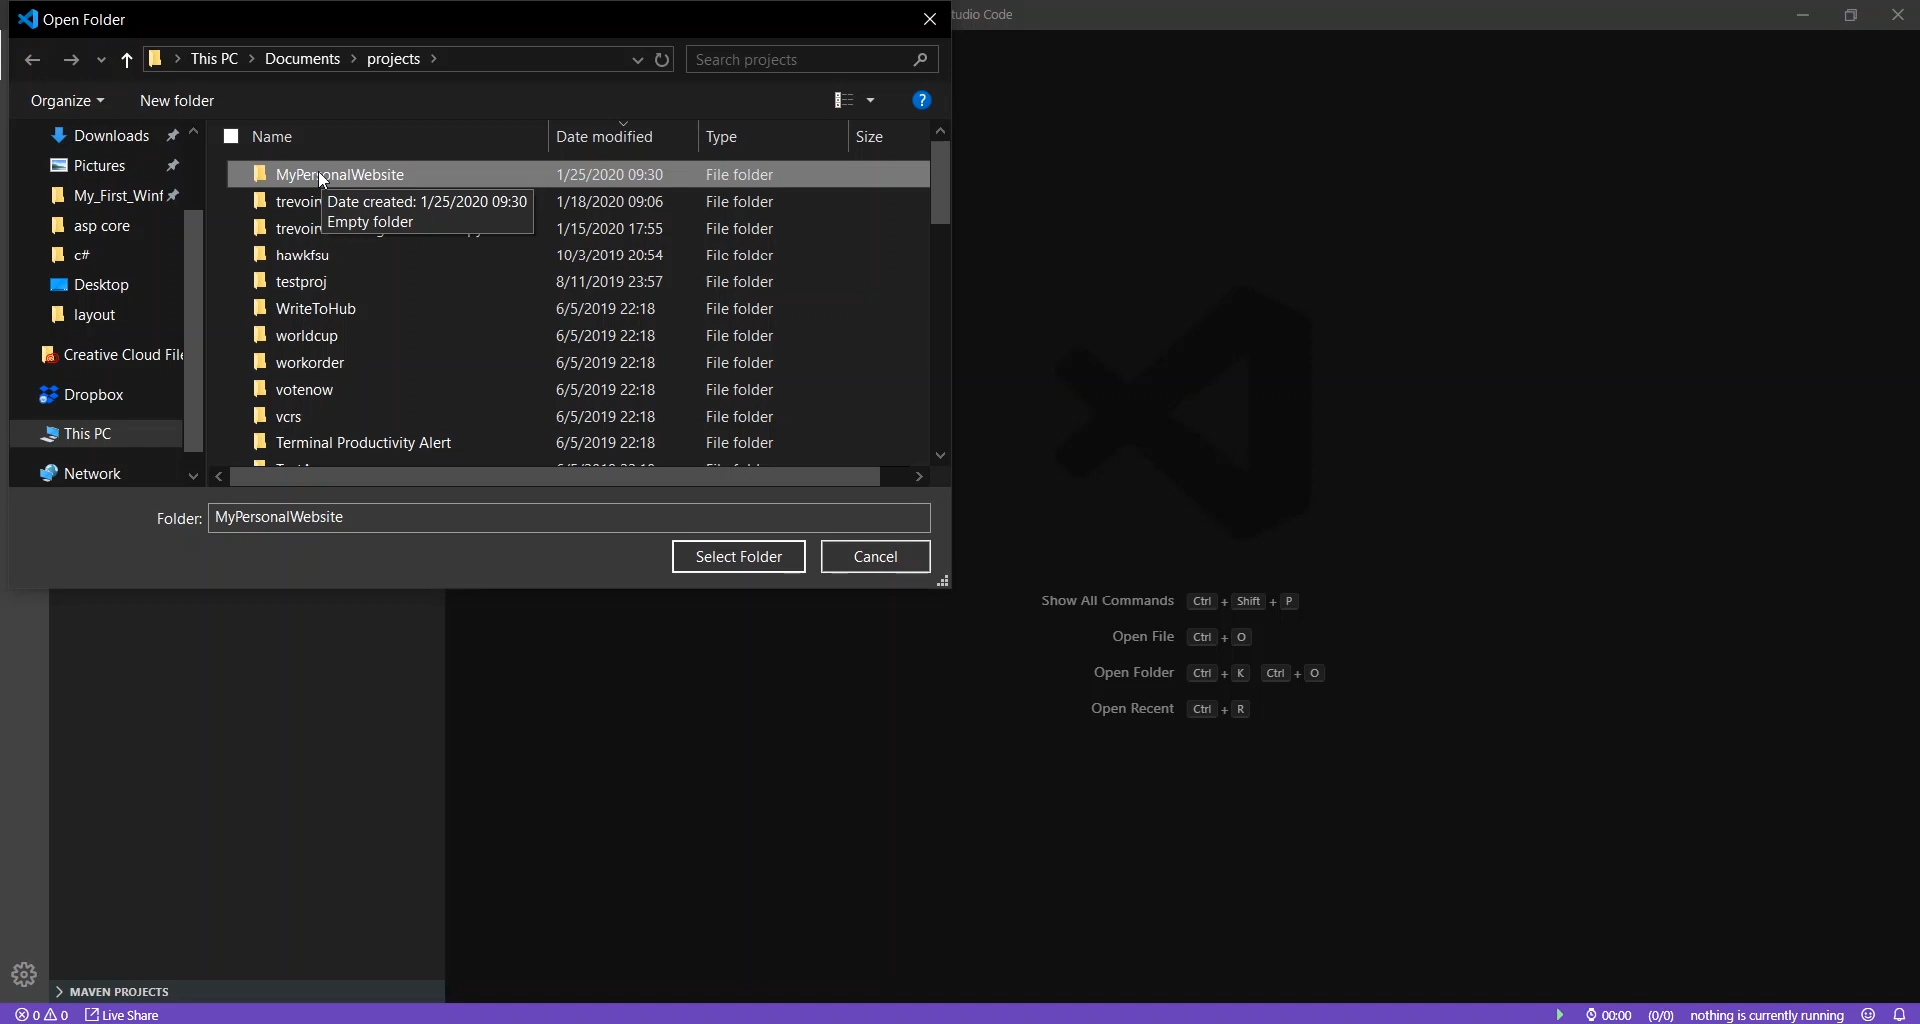 Open Folder
tudio Code
This PC > Documents > projects >
Search projects
Organize
New folder
?
Downloads
Pictures
My_First_Winf
asp core
c#
Desktop
layout
Creative Cloud File
Dropbox
This PC
Network
Name Date modified Type Size
MyPersonalWebsite 1/25/2020 09:30 File folder
trevoir 1/18/2020 09:06 File folder
trevoir 1/15/2020 17:55 File folder
Date created: 1/25/2020 09:30
Empty folder
hawkfsu 10/3/2019 20:54 File folder
testproj 8/11/2019 23:57 File folder
WriteToHub 6/5/2019 22:18 File folder
worldcup 6/5/2019 22:18 File folder
workorder 6/5/2019 22:18 File folder
votenow 6/5/2019 22:18 File folder
vcrs 6/5/2019 22:18 File folder
Terminal Productivity Alert 6/5/2019 22:18 File folder
Folder: MyPersonalWebsite
Select Folder Cancel
Show All Commands Ctrl + Shift + P
Open File Ctrl + O
Open Folder Ctrl + K Ctrl + O
Open Recent Ctrl + R
MAVEN PROJECTS
0 0 Live Share
00:00 (0/0) nothing is currently running